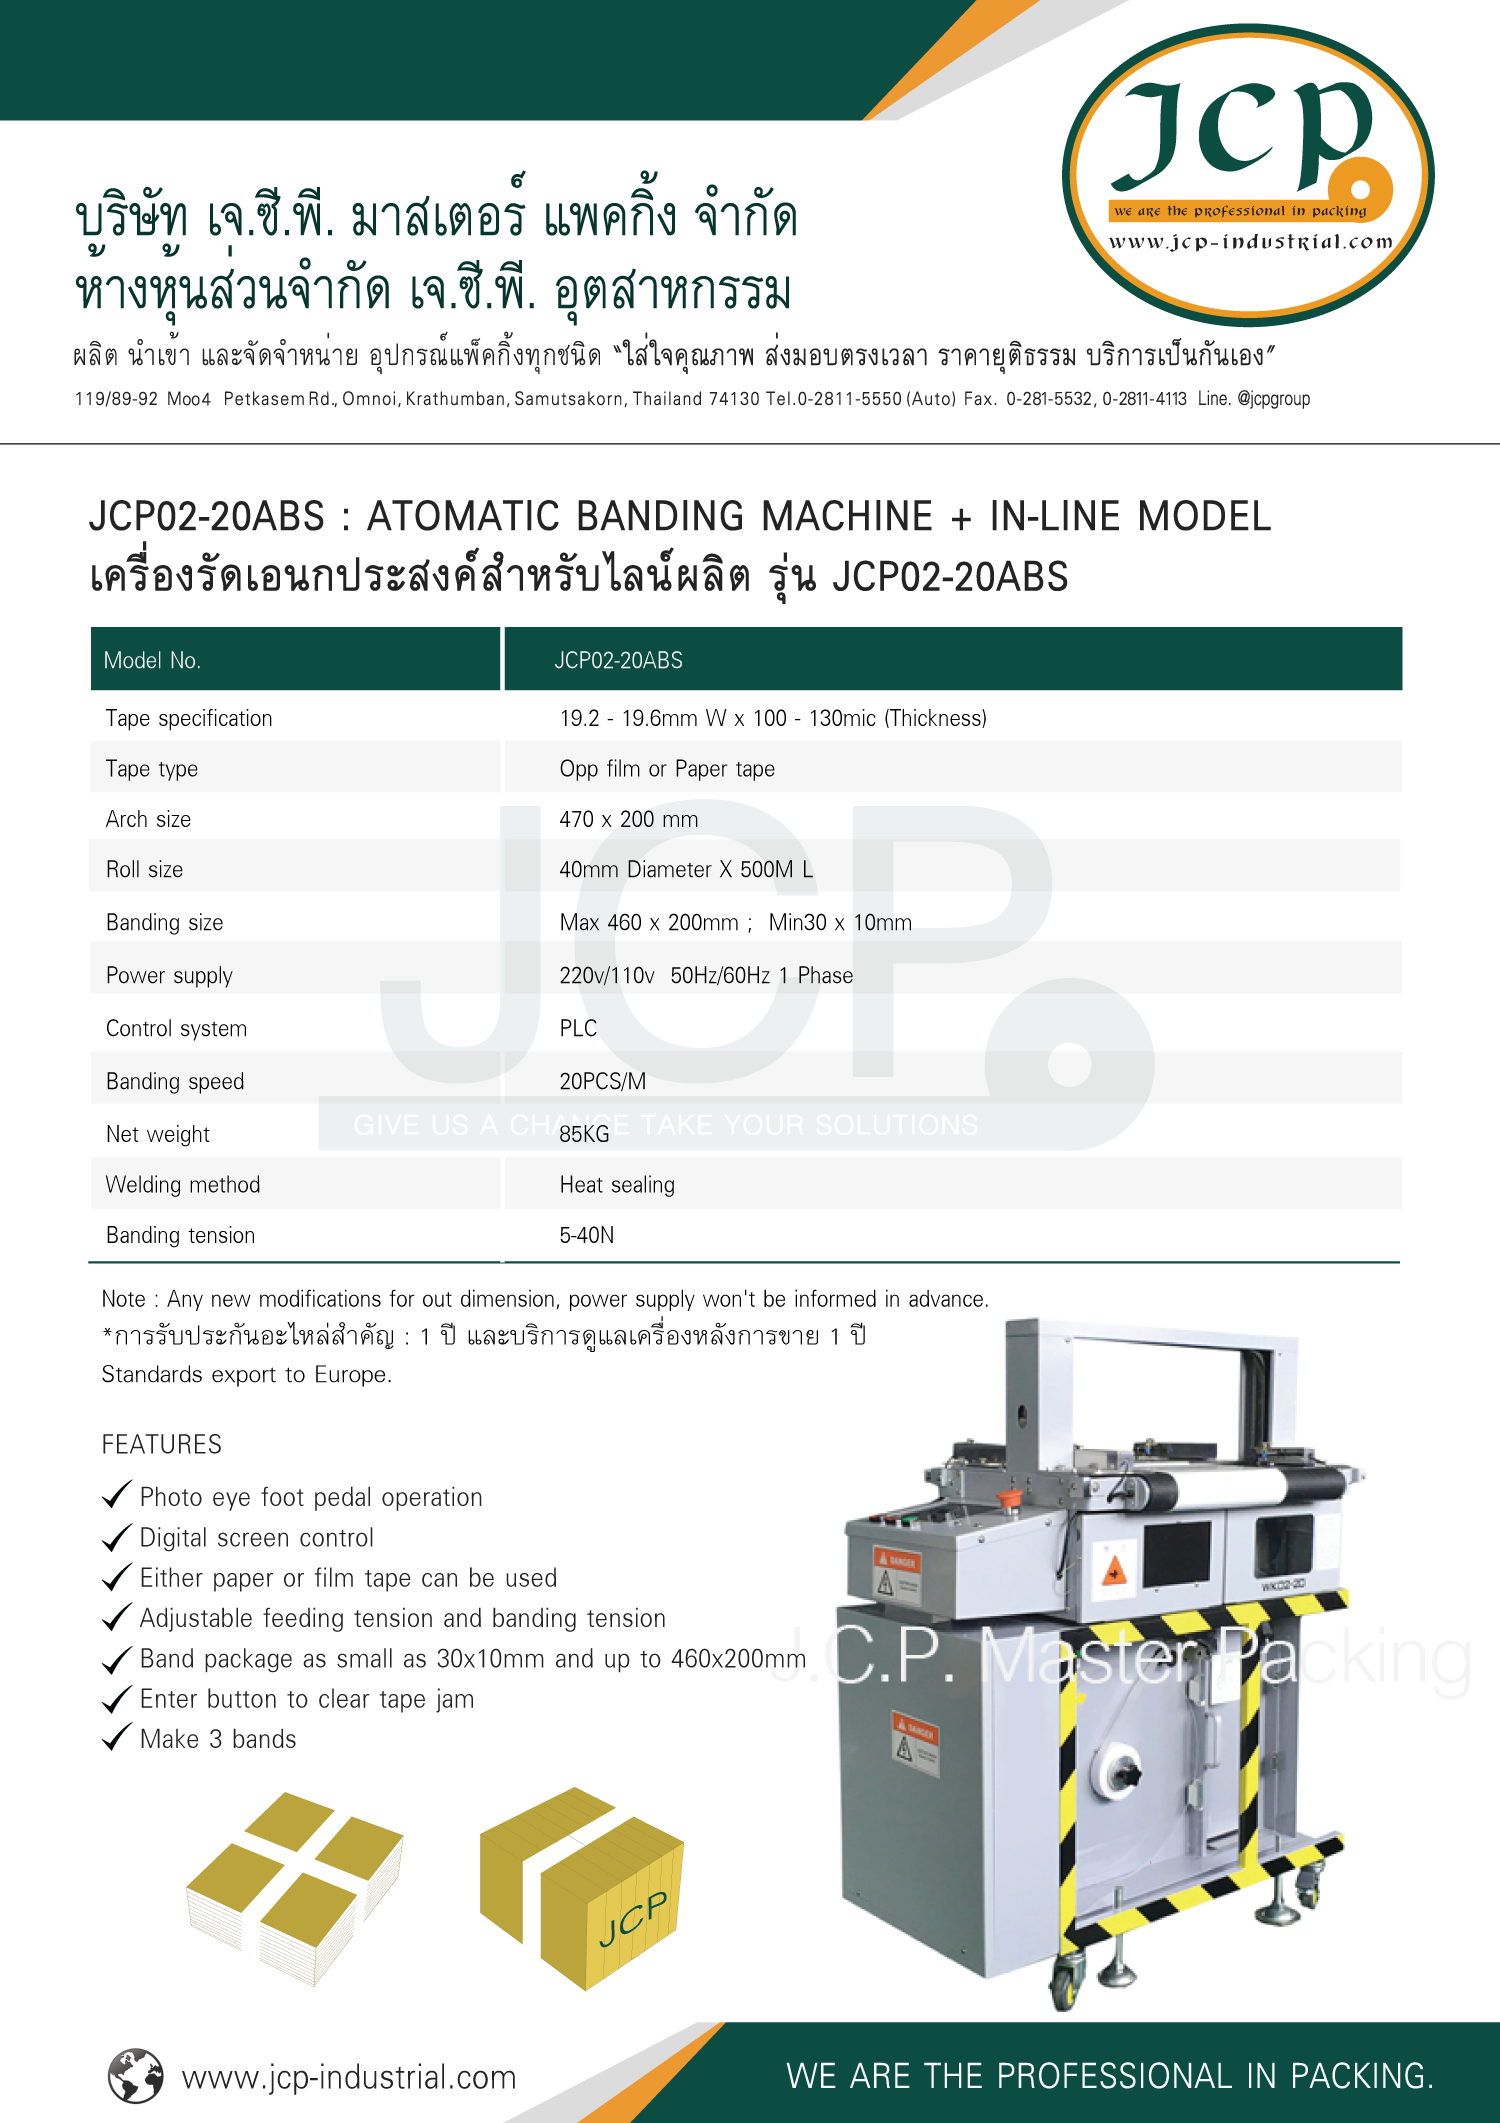 JCP
we are the professional in packing
www.jcp-industrial.com
บริษัท เจ.ซี.พี. มาสเตอร์ แพคกิ้ง จำกัด
ห้างหุ้นส่วนจำกัด เจ.ซี.พี. อุตสาหกรรม
ผลิต นำเข้า และจัดจำหน่าย อุปกรณ์แพ็คกิ้งทุกชนิด “ใส่ใจคุณภาพ ส่งมอบตรงเวลา ราคายุติธรรม บริการเป็นกันเอง”
119/89-92 Moo4 Petkasem Rd., Omnoi, Krathumban, Samutsakorn, Thailand 74130 Tel.0-2811-5550 (Auto) Fax. 0-281-5532, 0-2811-4113 Line. @jcpgroup
JCP02-20ABS : ATOMATIC BANDING MACHINE + IN-LINE MODEL
เครื่องรัดเอนกประสงค์สำหรับไลน์ผลิต รุ่น JCP02-20ABS
Model No. JCP02-20ABS
Tape specification 19.2 - 19.6mm W x 100 - 130mic (Thickness)
Tape type Opp film or Paper tape
Arch size 470 x 200 mm
Roll size 40mm Diameter X 500M L
Banding size Max 460 x 200mm ; Min30 x 10mm
Power supply 220v/110v 50Hz/60Hz 1 Phase
Control system PLC
Banding speed 20PCS/M
Net weight 85KG
Welding method Heat sealing
Banding tension 5-40N
JCP
GIVE US A CHANGE TAKE YOUR SOLUTIONS
Note : Any new modifications for out dimension, power supply won't be informed in advance.
*การรับประกันอะไหล่สำคัญ : 1 ปี และบริการดูแลเครื่องหลังการขาย 1 ปี
Standards export to Europe.
FEATURES
Photo eye foot pedal operation
Digital screen control
Either paper or film tape can be used
Adjustable feeding tension and banding tension
Band package as small as 30x10mm and up to 460x200mm
Enter button to clear tape jam
Make 3 bands
DANGER
WK02-20
J.C.P. Master Packing
DANGER
JCP
www.jcp-industrial.com
WE ARE THE PROFESSIONAL IN PACKING.